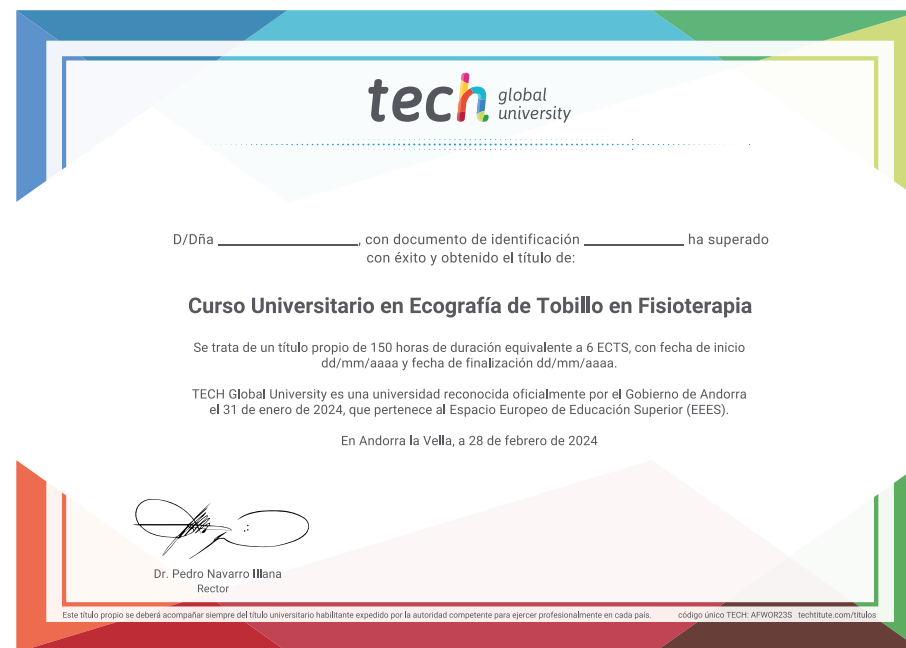 tech global university
D/Dña ____________________, con documento de identificación ______________ ha superado
con éxito y obtenido el título de:
Curso Universitario en Ecografía de Tobillo en Fisioterapia
Se trata de un título propio de 150 horas de duración equivalente a 6 ECTS, con fecha de inicio
dd/mm/aaaa y fecha de finalización dd/mm/aaaa.
TECH Global University es una universidad reconocida oficialmente por el Gobierno de Andorra
el 31 de enero de 2024, que pertenece al Espacio Europeo de Educación Superior (EEES).
En Andorra la Vella, a 28 de febrero de 2024
Dr. Pedro Navarro Illana
Rector
Este título propio se deberá acompañar siempre del título universitario habilitante expedido por la autoridad competente para ejercer profesionalmente en cada país. código único TECH: AFWOR23S techtitute.com/titulos